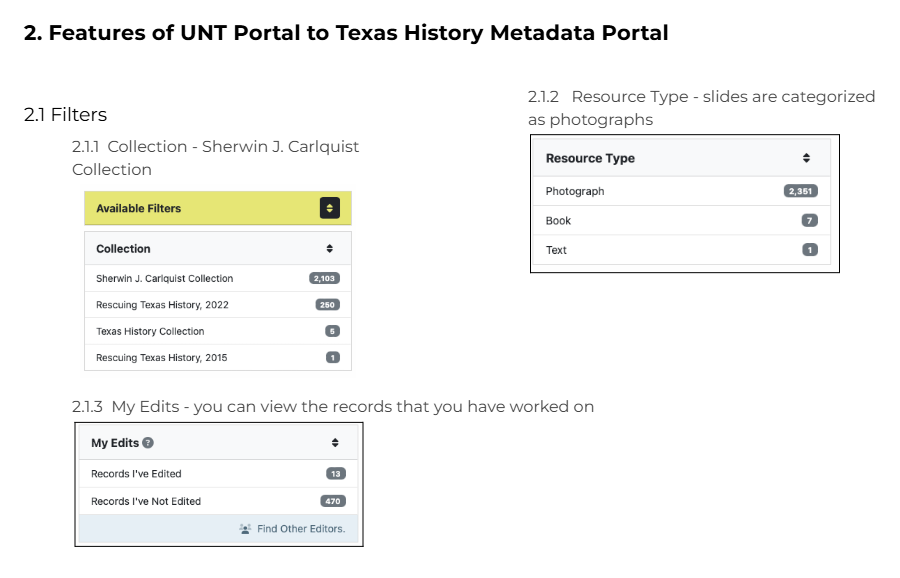 2. Features of UNT Portal to Texas History Metadata Portal
2.1 Filters
2.1.1 Collection - Sherwin J. Carlquist
Collection
Available Filters
Collection
Sherwin J. Carlquist Collection 2,103
Rescuing Texas History, 2022 250
Texas History Collection 5
Rescuing Texas History, 2015 1
2.1.2 Resource Type - slides are categorized
as photographs
Resource Type
Photograph 2,351
Book 7
Text 1
2.1.3 My Edits - you can view the records that you have worked on
My Edits ?
Records I've Edited 13
Records I've Not Edited 470
Find Other Editors.